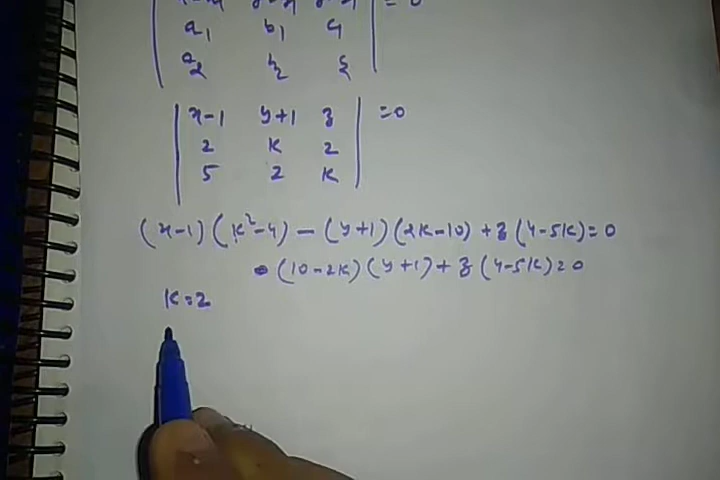 = 0
a₁ b₁ c₁
a₂ b₂ c₂
| x-1 y+1 z | =0
| 2 k 2 |
| 5 2 k |
(x-1)(k²-4) - (y+1)(2k-10) + z(4-5k) = 0
(10-2k)(y+1) + z(4-5k) = 0
k=2